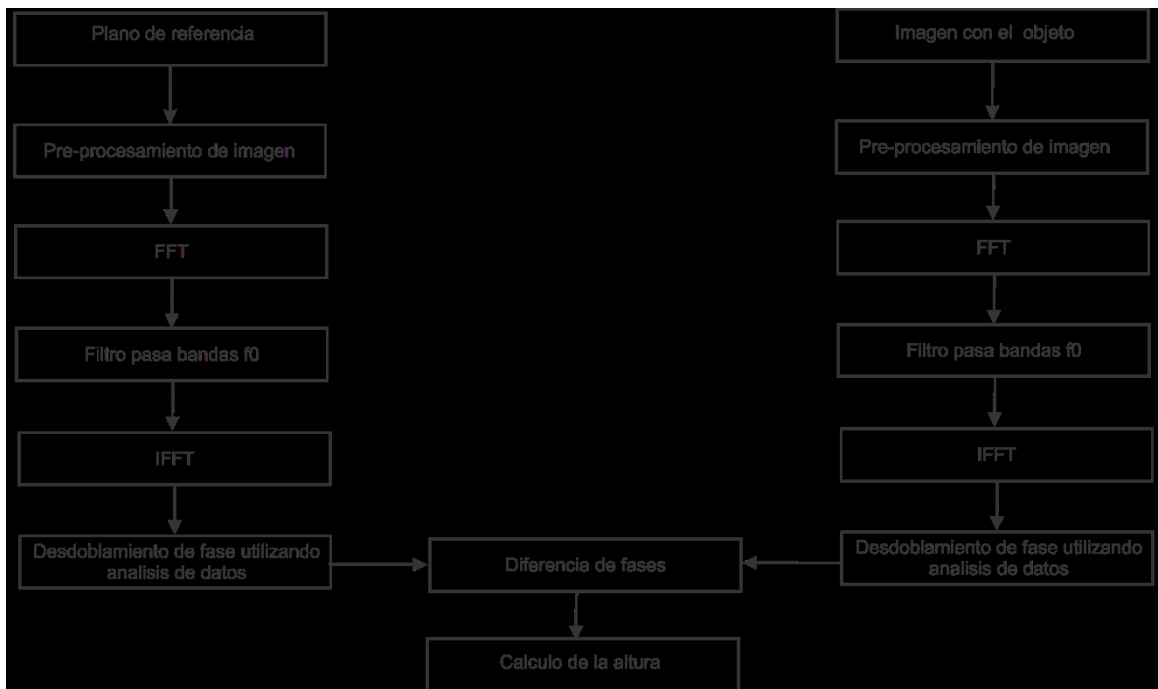 Plano de referencia
Pre-procesamiento de imagen
FFT
Filtro pasa bandas f0
IFFT
Desdoblamiento de fase utilizando
analisis de datos
Imagen con el objeto
Pre-procesamiento de imagen
FFT
Filtro pasa bandas f0
IFFT
Desdoblamiento de fase utilizando
analisis de datos
Diferencia de fases
Calculo de la altura